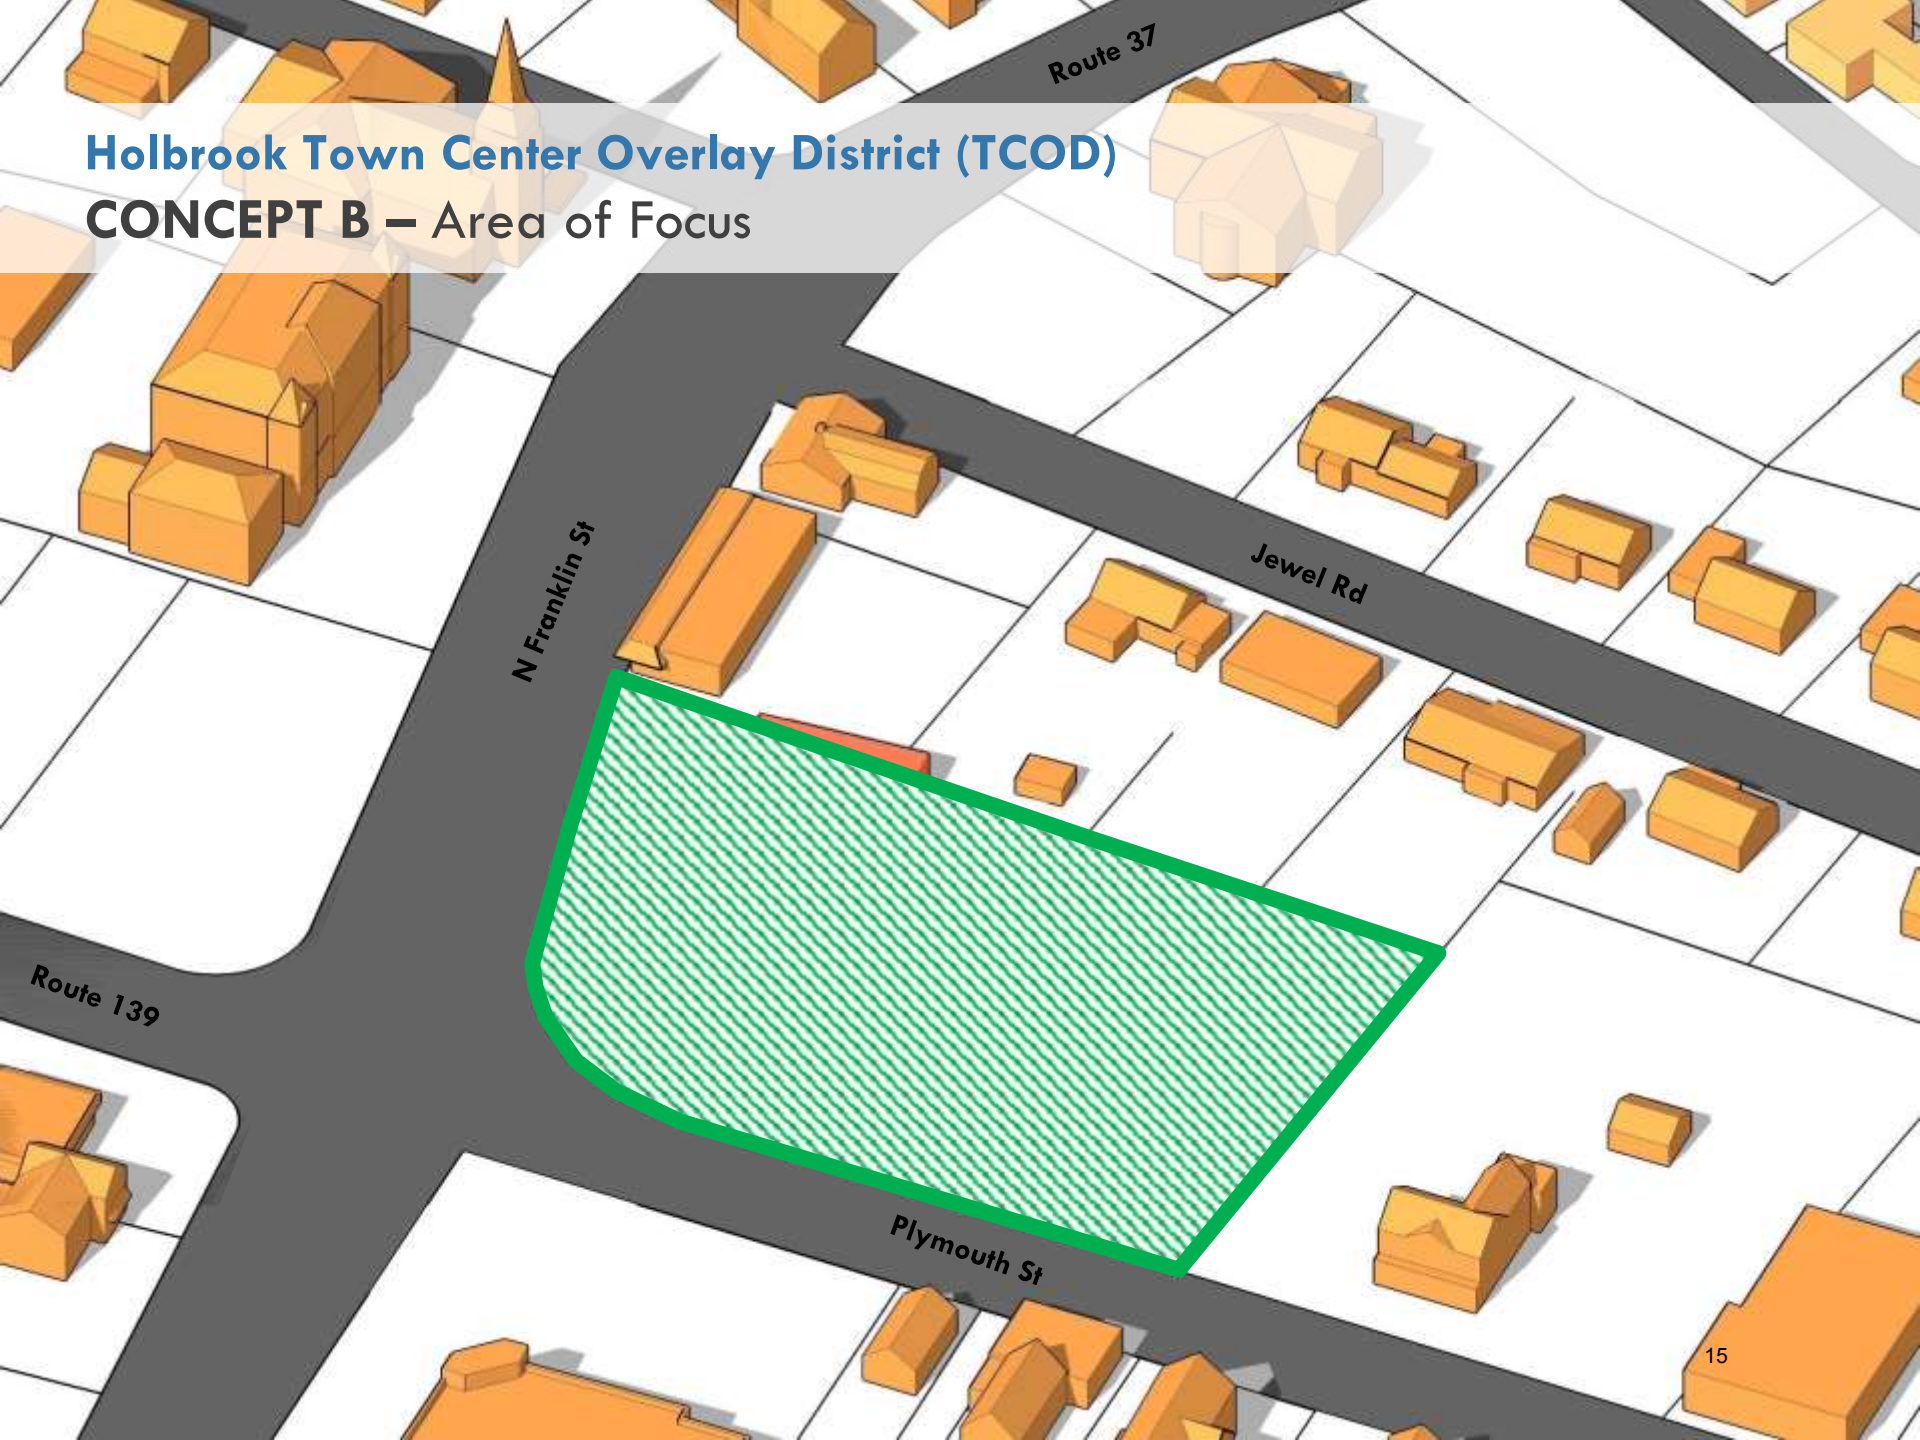 Route 37
Holbrook Town Center Overlay District (TCOD)
CONCEPT B – Area of Focus
N Franklin St
Jewel Rd
Route 139
Plymouth St
15